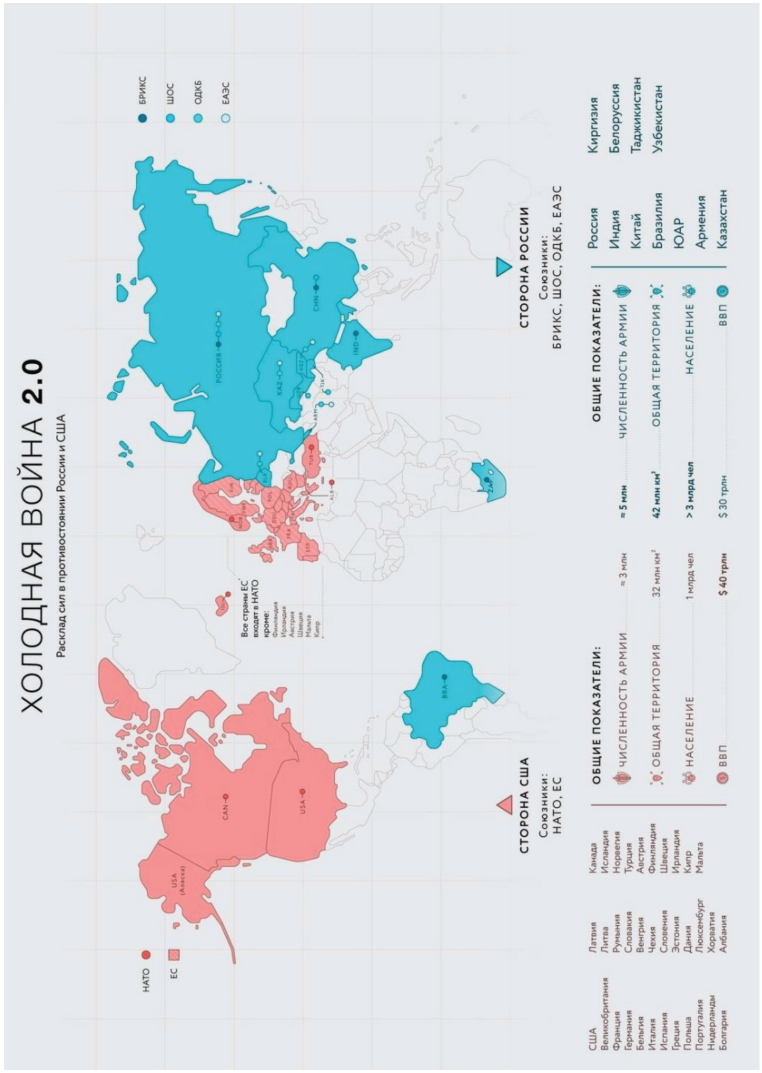 ХОЛОДНАЯ ВОЙНА 2.0
Расклад сил в противостоянии России и США
НАТО
ЕС
БРИКС
ШОС
ОДКБ
ЕАЭС
USA
(Аляска)
CAN
USA
BRA
РОССИЯ
KAZ
CHN
IND
ARM
TUR
ALB
ZAF
Все страны ЕС
входят в НАТО
кроме:
Финляндия
Ирландия
Австрия
Швеция
Мальта
Кипр
СТОРОНА США
Союзники:
НАТО, ЕС
СТОРОНА РОССИИ
Союзники:
БРИКС, ШОС, ОДКБ, ЕАЭС
США
Великобритания
Франция
Германия
Бельгия
Италия
Испания
Греция
Польша
Португалия
Нидерланды
Болгария
Латвия
Литва
Румыния
Словакия
Венгрия
Чехия
Словения
Эстония
Дания
Люксембург
Хорватия
Албания
Канада
Исландия
Норвегия
Турция
Австрия
Финляндия
Швеция
Ирландия
Кипр
Мальта
ОБЩИЕ ПОКАЗАТЕЛИ:
ЧИСЛЕННОСТЬ АРМИИ ≈ 3 млн
ОБЩАЯ ТЕРРИТОРИЯ 32 млн км²
НАСЕЛЕНИЕ 1 млрд чел
ВВП $ 40 трлн
ОБЩИЕ ПОКАЗАТЕЛИ:
≈ 5 млн ЧИСЛЕННОСТЬ АРМИИ
42 млн км² ОБЩАЯ ТЕРРИТОРИЯ
> 3 млрд чел НАСЕЛЕНИЕ
$ 30 трлн ВВП
Россия
Индия
Китай
Бразилия
ЮАР
Армения
Казахстан
Киргизия
Белоруссия
Таджикистан
Узбекистан